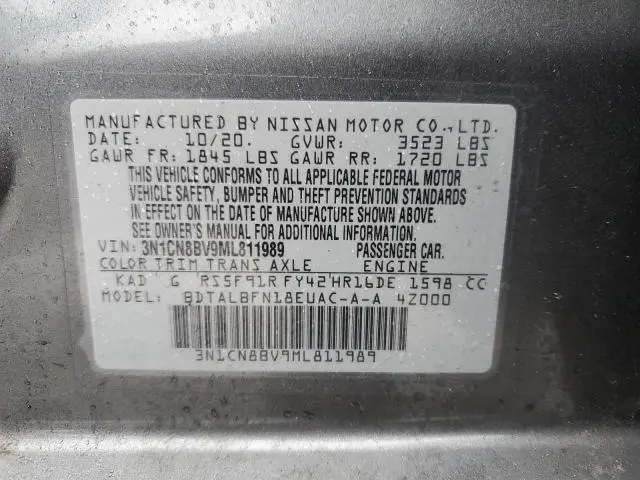 MANUFACTURED BY NISSAN MOTOR CO., LTD.
DATE: 10/20. GVWR: 3523 LBS
GAWR FR: 1845 LBS GAWR RR: 1720 LBS
THIS VEHICLE CONFORMS TO ALL APPLICABLE FEDERAL MOTOR
VEHICLE SAFETY, BUMPER AND THEFT PREVENTION STANDARDS
IN EFFECT ON THE DATE OF MANUFACTURE SHOWN ABOVE.
SEE OWNER'S MANUAL FOR ADDITIONAL INFORMATION.
VIN: 3N1CN8BV9ML811989 PASSENGER CAR.
COLOR TRIM TRANS AXLE ENGINE
KAD G RS5F91R FY42 HR16DE 1598 CC
MODEL: BDTALBFN18EUAC-A-A 4Z000
3N1CN8BV9ML811989